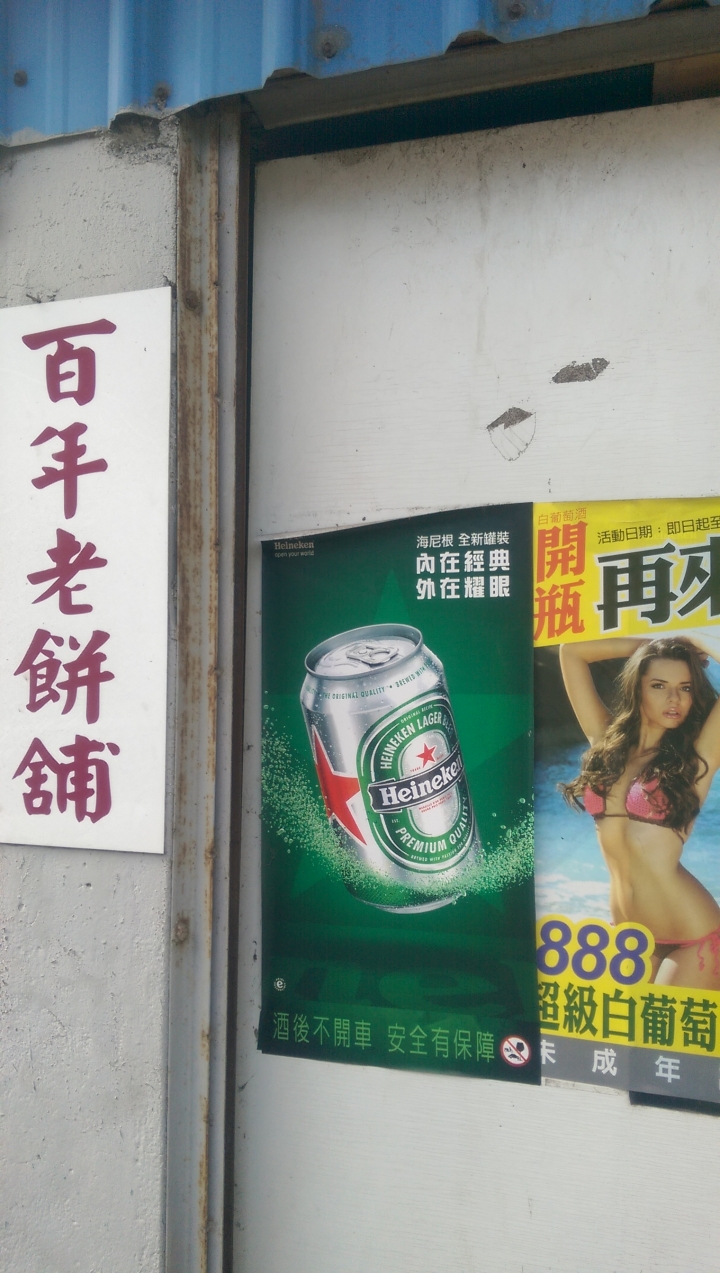 百年老餅舖
Heineken
open your world
海尼根 全新罐裝
內在經典
外在耀眼
THE ORIGINAL QUALITY
HEINEKEN LAGER
Heineke
PREMIUM QUALITY
酒後不開車 安全有保障
白葡萄酒
開瓶
活動日期：即日起至
再來
888
超級白葡萄
未成年